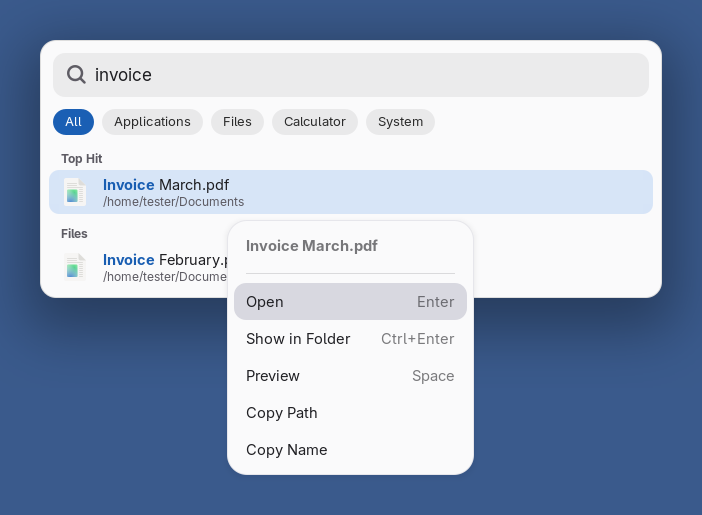 invoice
All Applications Files Calculator System
Top Hit
Invoice March.pdf
/home/tester/Documents
Files
Invoice February.p
/home/tester/Docume
Invoice March.pdf
Open Enter
Show in Folder Ctrl+Enter
Preview Space
Copy Path
Copy Name